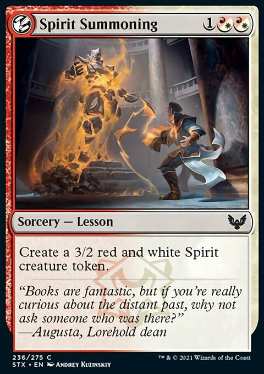 Spirit Summoning 1
Sorcery — Lesson
Create a 3/2 red and white Spirit
creature token.
“Books are fantastic, but if you’re really
curious about the distant past, why not
ask someone who was there?”
—Augusta, Lorehold dean
236/275 C
STX • EN Andrey Kuzinskiy
™ & © 2021 Wizards of the Coast